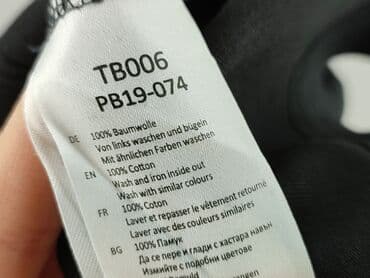 TB006
PB19-074
DE 100% Baumwolle
Von links waschen und bügeln
Mit ähnlichen Farben waschen
EN 100% Cotton
Wash and iron inside out
Wash with similar colours
FR 100% Coton
Laver et repasser le vêtement retourné
Laver avec des couleurs similaires
BG 100% Памук
Да се пере и глади с хастара навън
Измийте с подобни цветове